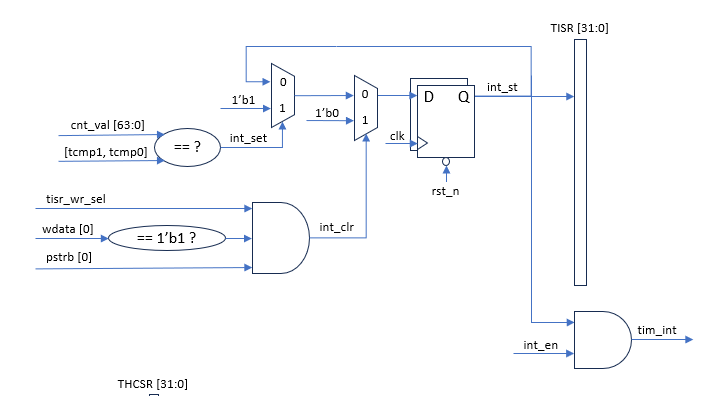 TISR [31:0]
0
1'b1
1
0
1'b0
1
D
Q
int_st
cnt_val [63:0]
int_set
== ?
[tcmp1, tcmp0]
clk
rst_n
tisr_wr_sel
wdata [0]
== 1'b1 ?
int_clr
pstrb [0]
tim_int
int_en
THCSR [31:0]